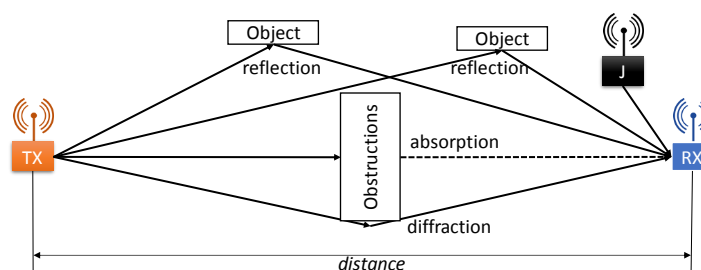 Object
Object
reflection
reflection
J
TX
Obstructions
absorption
RX
diffraction
distance